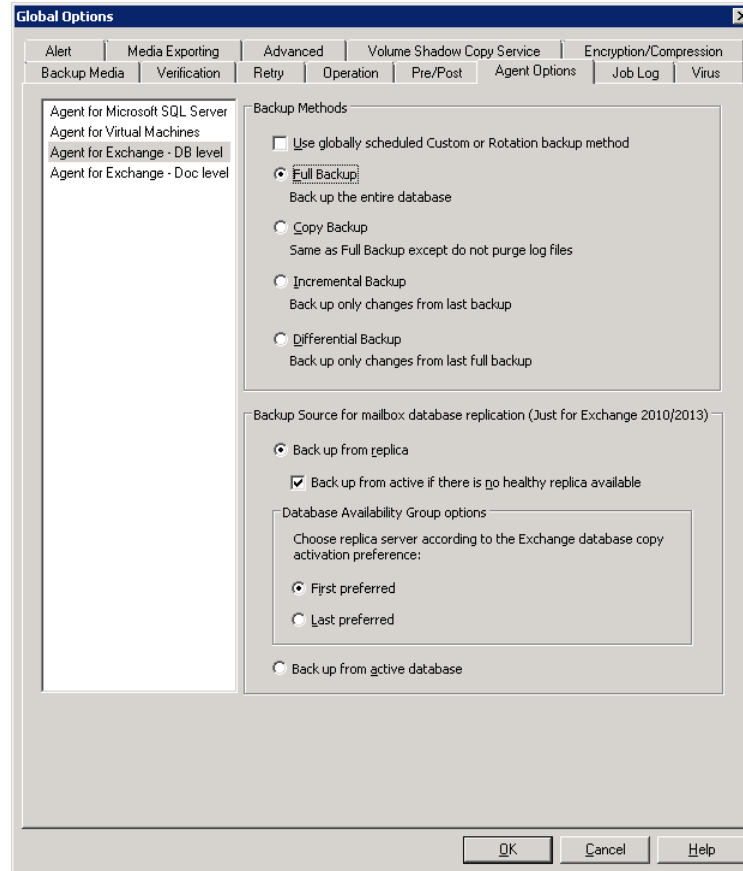 Global Options
Alert
Media Exporting
Advanced
Volume Shadow Copy Service
Encryption/Compression
Backup Media
Verification
Retry
Operation
Pre/Post
Agent Options
Job Log
Virus
Agent for Microsoft SQL Server
Agent for Virtual Machines
Agent for Exchange - DB level
Agent for Exchange - Doc level
Backup Methods
Use globally scheduled Custom or Rotation backup method
Full Backup
Back up the entire database
Copy Backup
Same as Full Backup except do not purge log files
Incremental Backup
Back up only changes from last backup
Differential Backup
Back up only changes from last full backup
Backup Source for mailbox database replication (Just for Exchange 2010/2013)
Back up from replica
Back up from active if there is no healthy replica available
Database Availability Group options
Choose replica server according to the Exchange database copy
activation preference:
First preferred
Last preferred
Back up from active database
OK
Cancel
Help